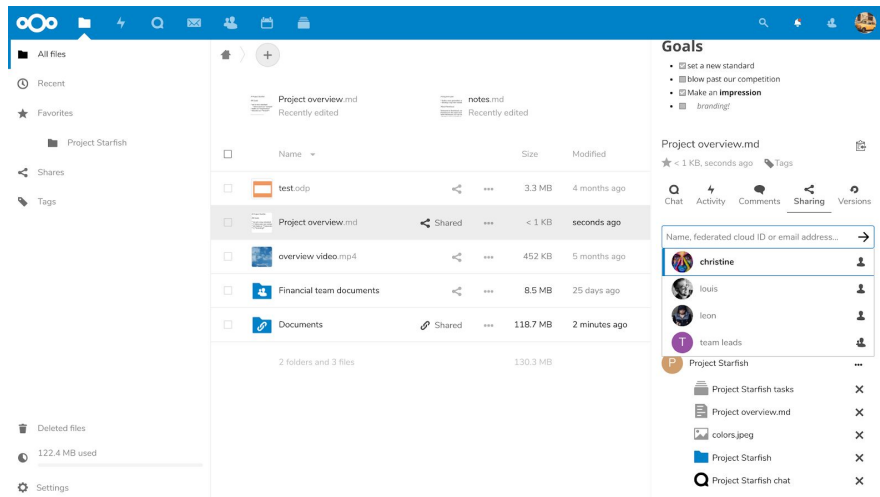 All files
Recent
Favorites
Project Starfish
Shares
Tags
Deleted files
122.4 MB used
Settings
Project overview.md
Recently edited
notes.md
Recently edited
Name Size Modified
test.odp 3.3 MB 4 months ago
Project overview.md Shared < 1 KB seconds ago
overview video.mp4 452 KB 5 months ago
Financial team documents 8.5 MB 25 days ago
Documents Shared 118.7 MB 2 minutes ago
2 folders and 3 files 130.3 MB
Goals
set a new standard
blow past our competition
Make an impression
branding!
Project overview.md
< 1 KB, seconds ago Tags
Chat Activity Comments Sharing Versions
Name, federated cloud ID or email address...
christine
louis
leon
T team leads
P Project Starfish
Project Starfish tasks
Project overview.md
colors.jpeg
Project Starfish
Project Starfish chat